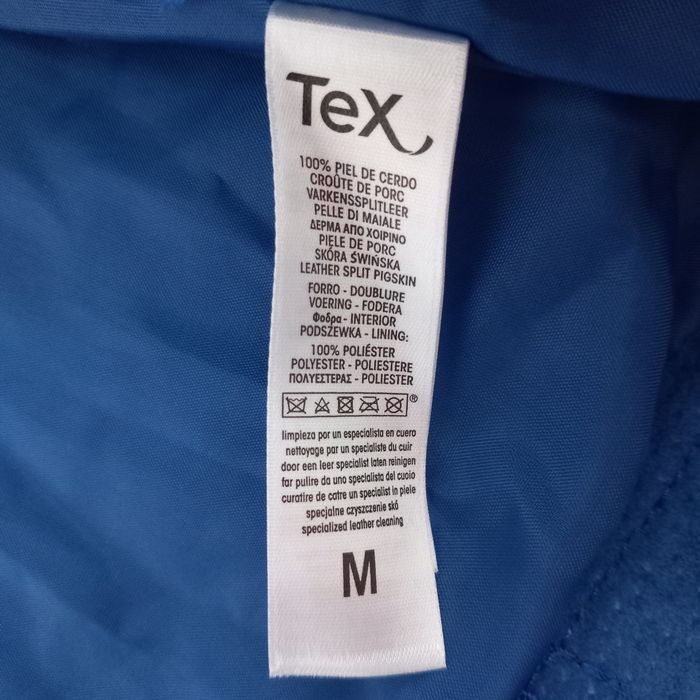 TeX
100% PIEL DE CERDO
CROÛTE DE PORC
VARKENSSPLITLEER
PELLE DI MAIALE
ΔΕΡΜΑ ΑΠΟ ΧΟΙΡΙΝΟ
PIELE DE PORC
SKÓRA ŚWIŃSKA
LEATHER SPLIT PIGSKIN
FORRO - DOUBLURE
VOERING - FODERA
Φοδρα - INTERIOR
PODSZEWKA - LINING:
100% POLIÉSTER
POLYESTER - POLIESTERE
ΠΟΛΥΕΣΤΕΡΑΣ - POLIESTER
®
limpieza por un especialista en cuero
nettoyage par un specialiste du cuir
door een leer specialist laten reinigen
far pulire da uno specialista del cuoio
curatire de catre un specialist in piele
specjalne czyszczenie skó
specialized leather cleaning
M